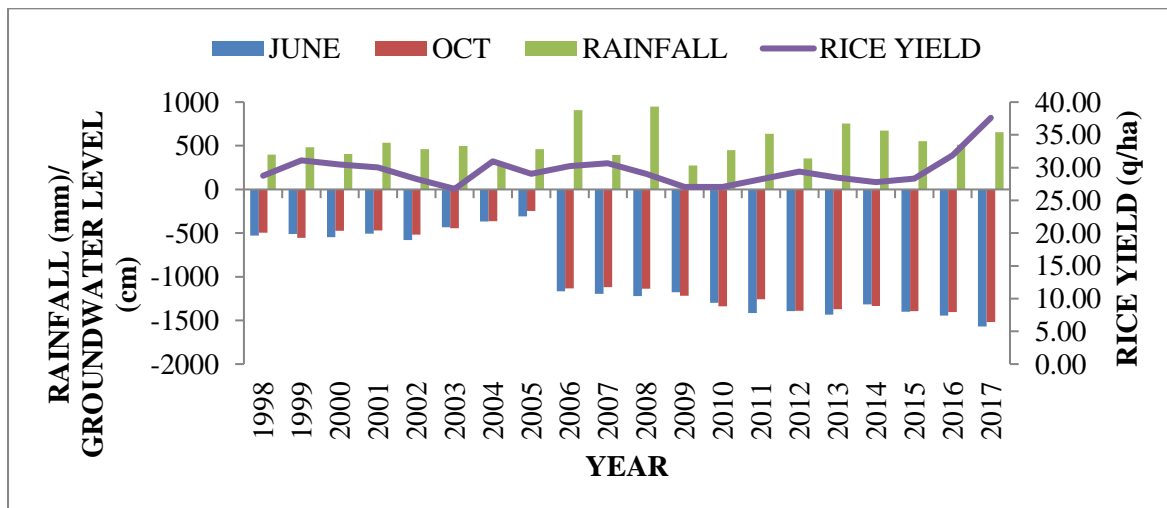 JUNE OCT RAINFALL RICE YIELD
1000
500
0
-500
-1000
-1500
-2000
RAINFALL (mm)/
GROUNDWATER LEVEL
(cm)
40.00
35.00
30.00
25.00
20.00
15.00
10.00
5.00
0.00
RICE YIELD (q/ha)
1998 1999 2000 2001 2002 2003 2004 2005 2006 2007 2008 2009 2010 2011 2012 2013 2014 2015 2016 2017
YEAR